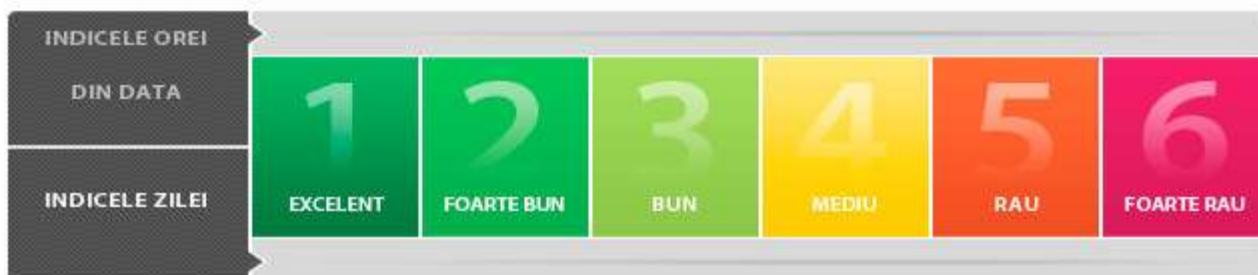 INDICELE OREI
DIN DATA
INDICELE ZILEI
1
EXCELENT
2
FOARTE BUN
3
BUN
4
MEDIU
5
RAU
6
FOARTE RAU